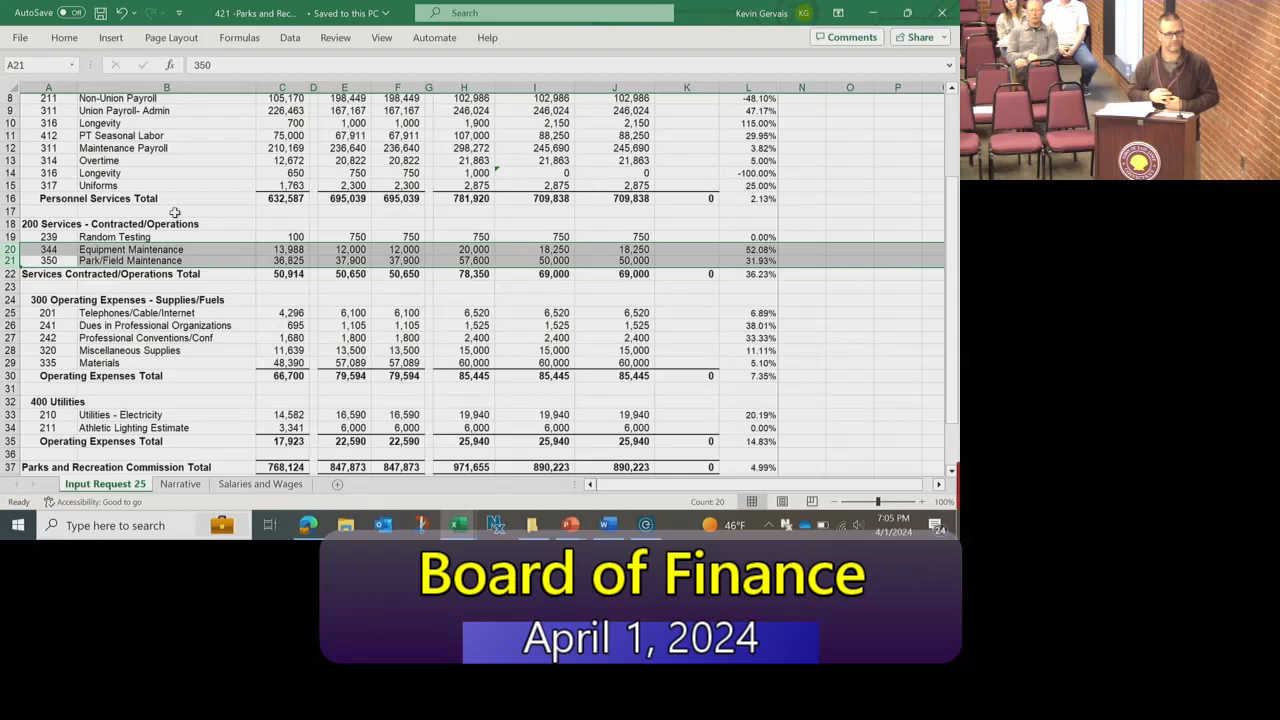 AutoSave Off 421 -Parks and Rec... • Saved to this PC Search Kevin Gervais KG
File Home Insert Page Layout Formulas Data Review View Automate Help Comments Share
A21 fx 350
A B C D E F G H I J K L M N O P
8 211 Non-Union Payroll 105,170 198,449 198,449 102,986 102,986 102,986 -48.10%
9 311 Union Payroll- Admin 226,463 167,167 167,167 246,024 246,024 246,024 47.17%
10 316 Longevity 700 1,000 1,000 1,900 2,150 2,150 115.00%
11 412 PT Seasonal Labor 75,000 67,911 67,911 107,000 88,250 88,250 29.95%
12 311 Maintenance Payroll 210,169 236,640 236,640 298,272 245,690 245,690 3.82%
13 314 Overtime 12,672 20,822 20,822 21,863 21,863 21,863 5.00%
14 316 Longevity 650 750 750 1,000 0 0 -100.00%
15 317 Uniforms 1,763 2,300 2,300 2,875 2,875 2,875 25.00%
16 Personnel Services Total 632,587 695,039 695,039 781,920 709,838 709,838 0 2.13%
17
18 200 Services - Contracted/Operations
19 239 Random Testing 100 750 750 750 750 750 0.00%
20 344 Equipment Maintenance 13,988 12,000 12,000 20,000 18,250 18,250 52.08%
21 350 Park/Field Maintenance 36,825 37,900 37,900 57,600 50,000 50,000 31.93%
22 Services Contracted/Operations Total 50,914 50,650 50,650 78,350 69,000 69,000 0 36.23%
23
24 300 Operating Expenses - Supplies/Fuels
25 201 Telephones/Cable/Internet 4,296 6,100 6,100 6,520 6,520 6,520 6.89%
26 241 Dues in Professional Organizations 695 1,105 1,105 1,525 1,525 1,525 38.01%
27 242 Professional Conventions/Conf 1,680 1,800 1,800 2,400 2,400 2,400 33.33%
28 320 Miscellaneous Supplies 11,639 13,500 13,500 15,000 15,000 15,000 11.11%
29 335 Materials 48,390 57,089 57,089 60,000 60,000 60,000 5.10%
30 Operating Expenses Total 66,700 79,594 79,594 85,445 85,445 85,445 0 7.35%
31
32 400 Utilities
33 210 Utilities - Electricity 14,582 16,590 16,590 19,940 19,940 19,940 20.19%
34 211 Athletic Lighting Estimate 3,341 6,000 6,000 6,000 6,000 6,000 0.00%
35 Operating Expenses Total 17,923 22,590 22,590 25,940 25,940 25,940 0 14.83%
36
37 Parks and Recreation Commission Total 768,124 847,873 847,873 971,655 890,223 890,223 0 4.99%
Input Request 25 Narrative Salaries and Wages
Ready Accessibility: Good to go Count: 20 100%
Type here to search 46°F 7:05 PM
4/1/2024 24
Board of Finance
April 1, 2024